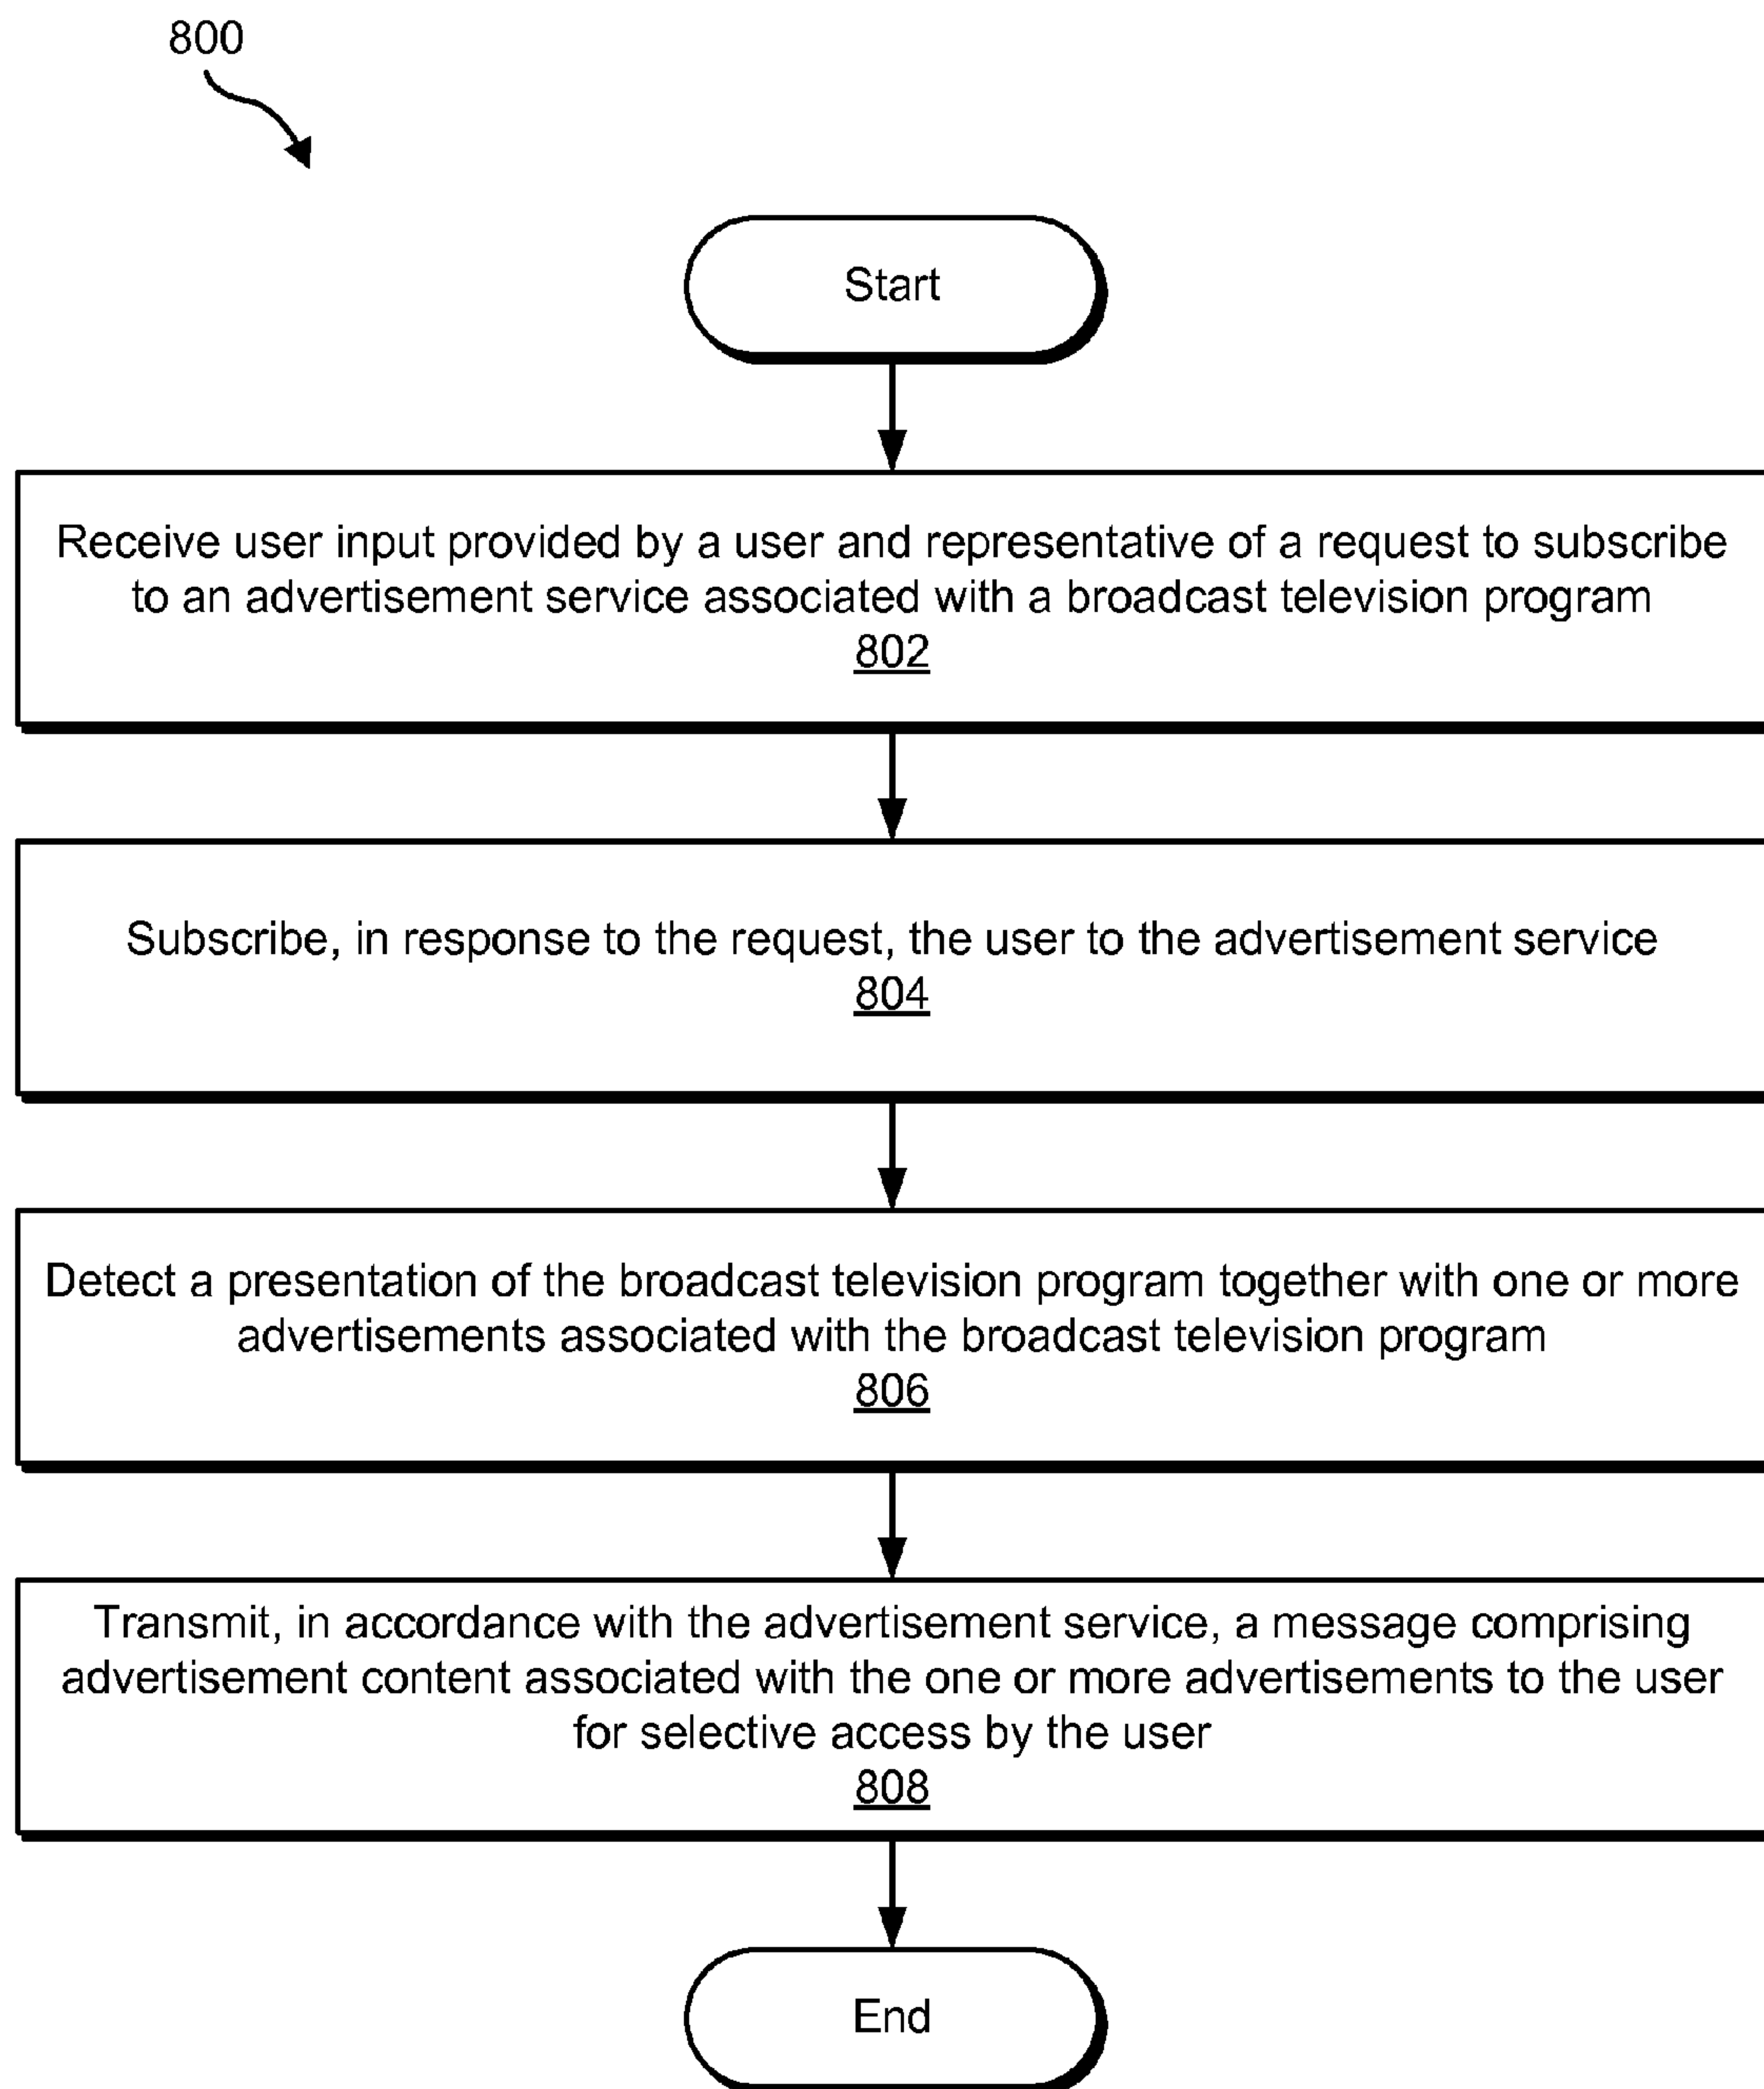 800
Start
Receive user input provided by a user and representative of a request to subscribe
to an advertisement service associated with a broadcast television program
802
Subscribe, in response to the request, the user to the advertisement service
804
Detect a presentation of the broadcast television program together with one or more
advertisements associated with the broadcast television program
806
Transmit, in accordance with the advertisement service, a message comprising
advertisement content associated with the one or more advertisements to the user
for selective access by the user
808
End